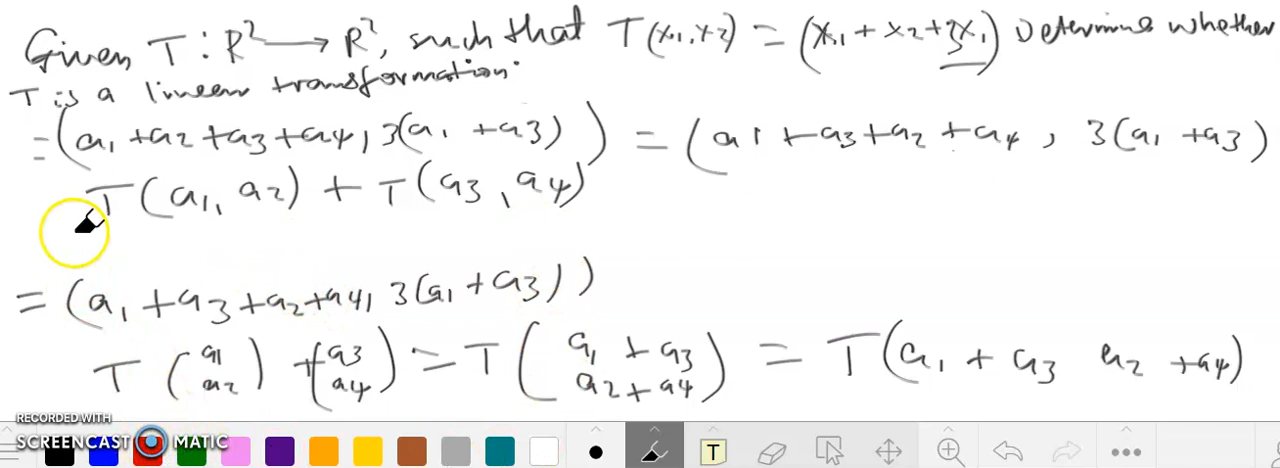 Given T : R² → R², such that T(x1, x2) = (x1 + x2 + 3x1) Determine whether
T is a linear transformation.
= (a1 + a2 + a3 + a4, 3(a1 + a3)) = (a1 + a3 + a2 + a4, 3(a1 + a3)
T(a1, a2) + T(a3, a4)
= (a1 + a3 + a2 + a4, 3(a1 + a3))
T(a1 a2) + (a3 a4) = T(a1 + a3 a2 + a4) = T(a1 + a3 a2 + a4)
RECORDED WITH
SCREENCAST MATIC
T